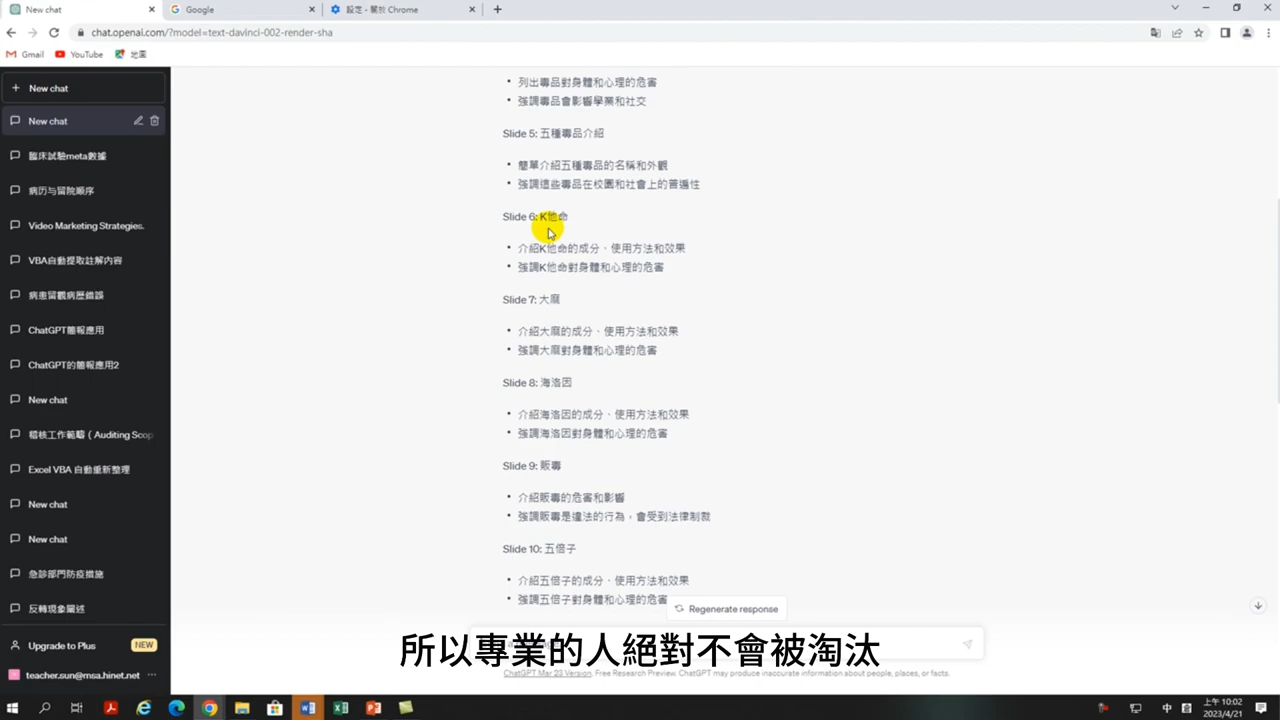 New chat
Google
設定 - 關於 Chrome
chat.openai.com/?model=text-davinci-002-render-sha
Gmail
YouTube
地圖
New chat
New chat
臨床試驗meta數據
病历与留院顺序
Video Marketing Strategies.
VBA自動提取註解內容
病患留觀病歷錯誤
ChatGPT簡報應用
ChatGPT的簡報應用2
New chat
稽核工作範疇 ( Auditing Scop
Excel VBA 自動重新整理
New chat
New chat
急診部門防疫措施
反轉現象闡述
Upgrade to Plus
NEW
teacher.sun@msa.hinet.net
• 列出毒品對身體和心理的危害
• 強調毒品會影響學業和社交
Slide 5: 五種毒品介紹
• 簡單介紹五種毒品的名稱和外觀
• 強調這些毒品在校園和社會上的普遍性
Slide 6: K他命
• 介紹K他命的成分、使用方法和效果
• 強調K他命對身體和心理的危害
Slide 7: 大麻
• 介紹大麻的成分、使用方法和效果
• 強調大麻對身體和心理的危害
Slide 8: 海洛因
• 介紹海洛因的成分、使用方法和效果
• 強調海洛因對身體和心理的危害
Slide 9: 販毒
• 介紹販毒的危害和影響
• 強調販毒是違法的行為，會受到法律制裁
Slide 10: 五倍子
• 介紹五倍子的成分、使用方法和效果
• 強調五倍子對身體和心理的危害
Regenerate response
所以專業的人絕對不會被淘汰
ChatGPT Mar 23 Version. Free Research Preview. ChatGPT may produce inaccurate information about people, places, or facts.
中
上午 10:02
2023/4/21